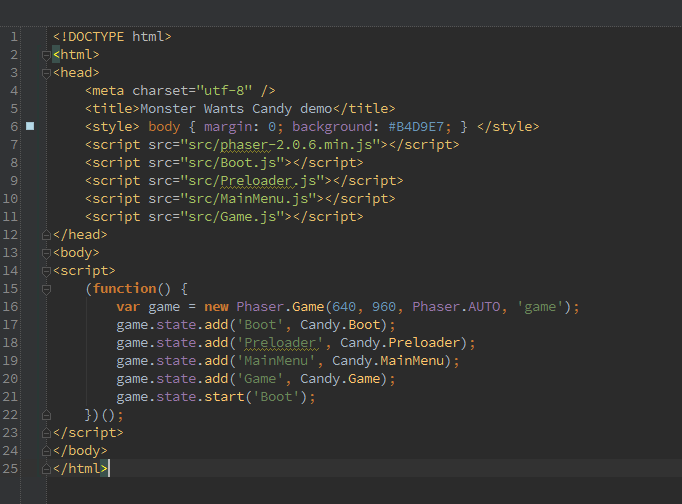 1 <!DOCTYPE html>
2 <html>
3 <head>
4     <meta charset="utf-8" />
5     <title>Monster Wants Candy demo</title>
6     <style> body { margin: 0; background: #B4D9E7; } </style>
7     <script src="src/phaser-2.0.6.min.js"></script>
8     <script src="src/Boot.js"></script>
9     <script src="src/Preloader.js"></script>
10     <script src="src/MainMenu.js"></script>
11     <script src="src/Game.js"></script>
12 </head>
13 <body>
14 <script>
15     (function() {
16         var game = new Phaser.Game(640, 960, Phaser.AUTO, 'game');
17         game.state.add('Boot', Candy.Boot);
18         game.state.add('Preloader', Candy.Preloader);
19         game.state.add('MainMenu', Candy.MainMenu);
20         game.state.add('Game', Candy.Game);
21         game.state.start('Boot');
22     })();
23 </script>
24 </body>
25 </html>